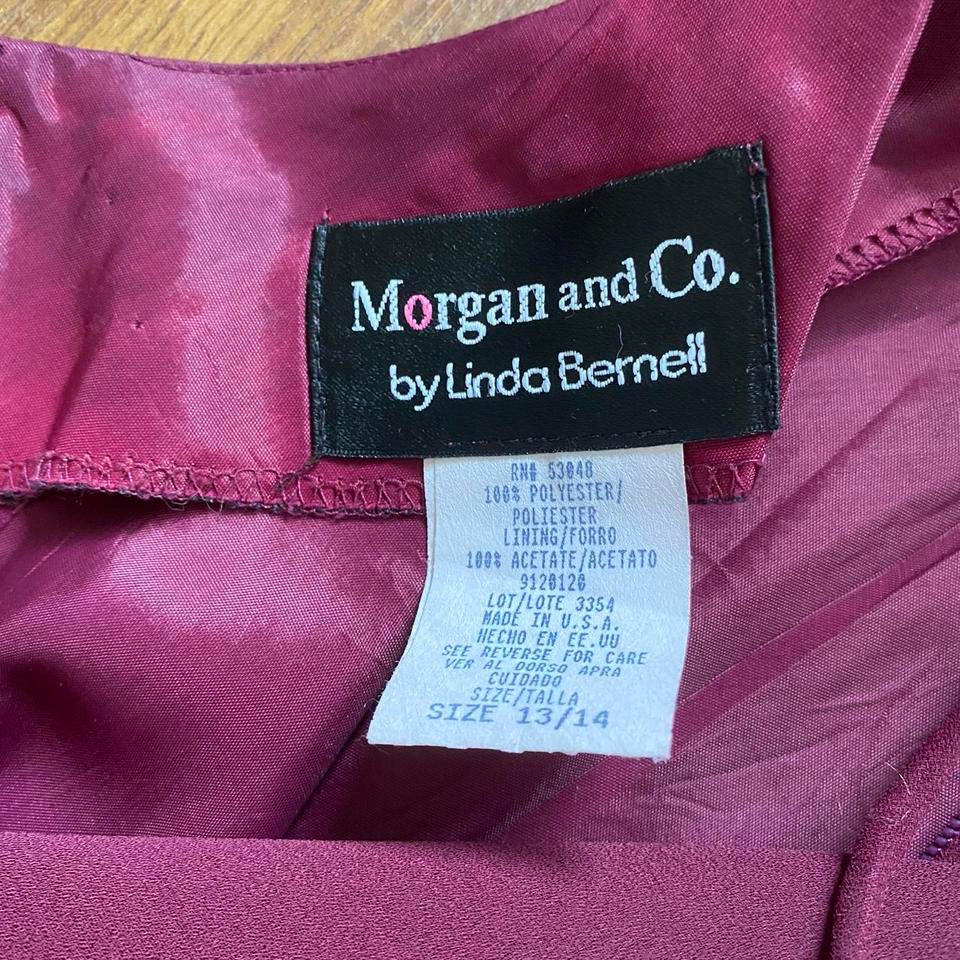 Morgan and Co.
by Linda Bernell
RN# 53048
100% POLYESTER/
POLIESTER
LINING/FORRO
100% ACETATE/ACETATO
9120120
LOT/LOTE 3354
MADE IN U.S.A.
HECHO EN EE.UU
SEE REVERSE FOR CARE
VER AL DORSO APRA
CUIDADO
SIZE/TALLA
SIZE 13/14